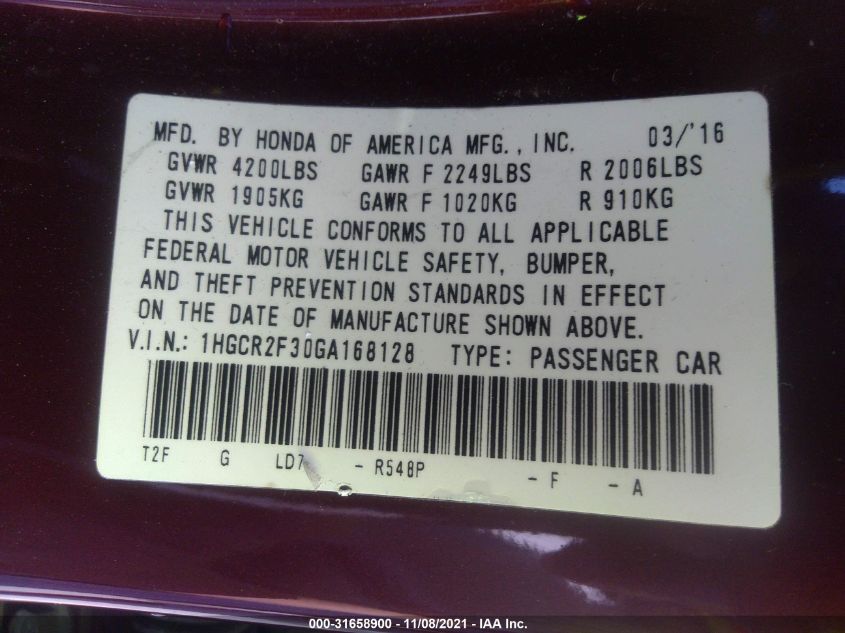 MFD. BY HONDA OF AMERICA MFG., INC. 03/'16
GVWR 4200LBS GAWR F 2249LBS R 2006LBS
GVWR 1905KG GAWR F 1020KG R 910KG
THIS VEHICLE CONFORMS TO ALL APPLICABLE
FEDERAL MOTOR VEHICLE SAFETY, BUMPER,
AND THEFT PREVENTION STANDARDS IN EFFECT
ON THE DATE OF MANUFACTURE SHOWN ABOVE.
V.I.N.: 1HGCR2F30GA168128 TYPE: PASSENGER CAR
T2F G LD7 - R548P - F - A
000-31658900 - 11/08/2021 - IAA Inc.